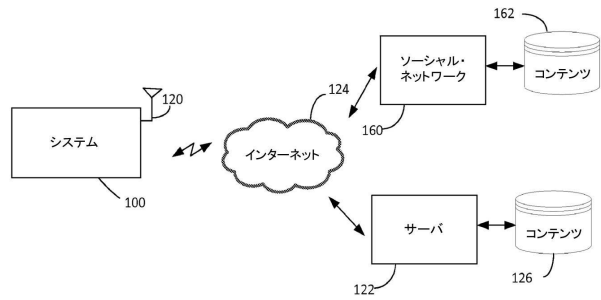 162
ソーシャル・
ネットワーク
コンテンツ
124
120
160
システム
インターネット
100
126
サーバ
コンテンツ
122